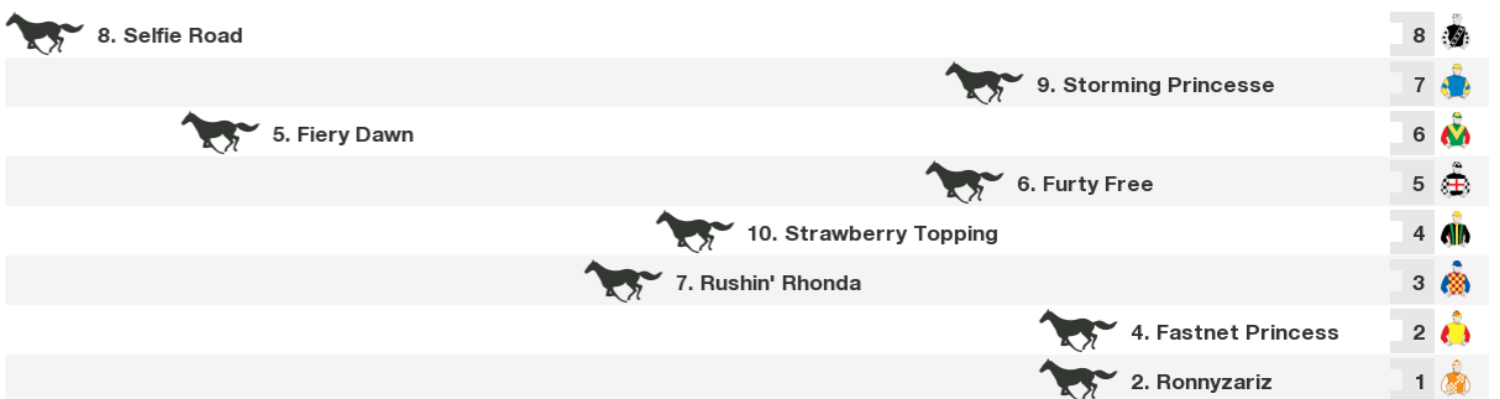 8. Selfie Road 8
9. Storming Princesse 7
5. Fiery Dawn 6
6. Furty Free 5
10. Strawberry Topping 4
7. Rushin' Rhonda 3
4. Fastnet Princess 2
2. Ronnyzariz 1